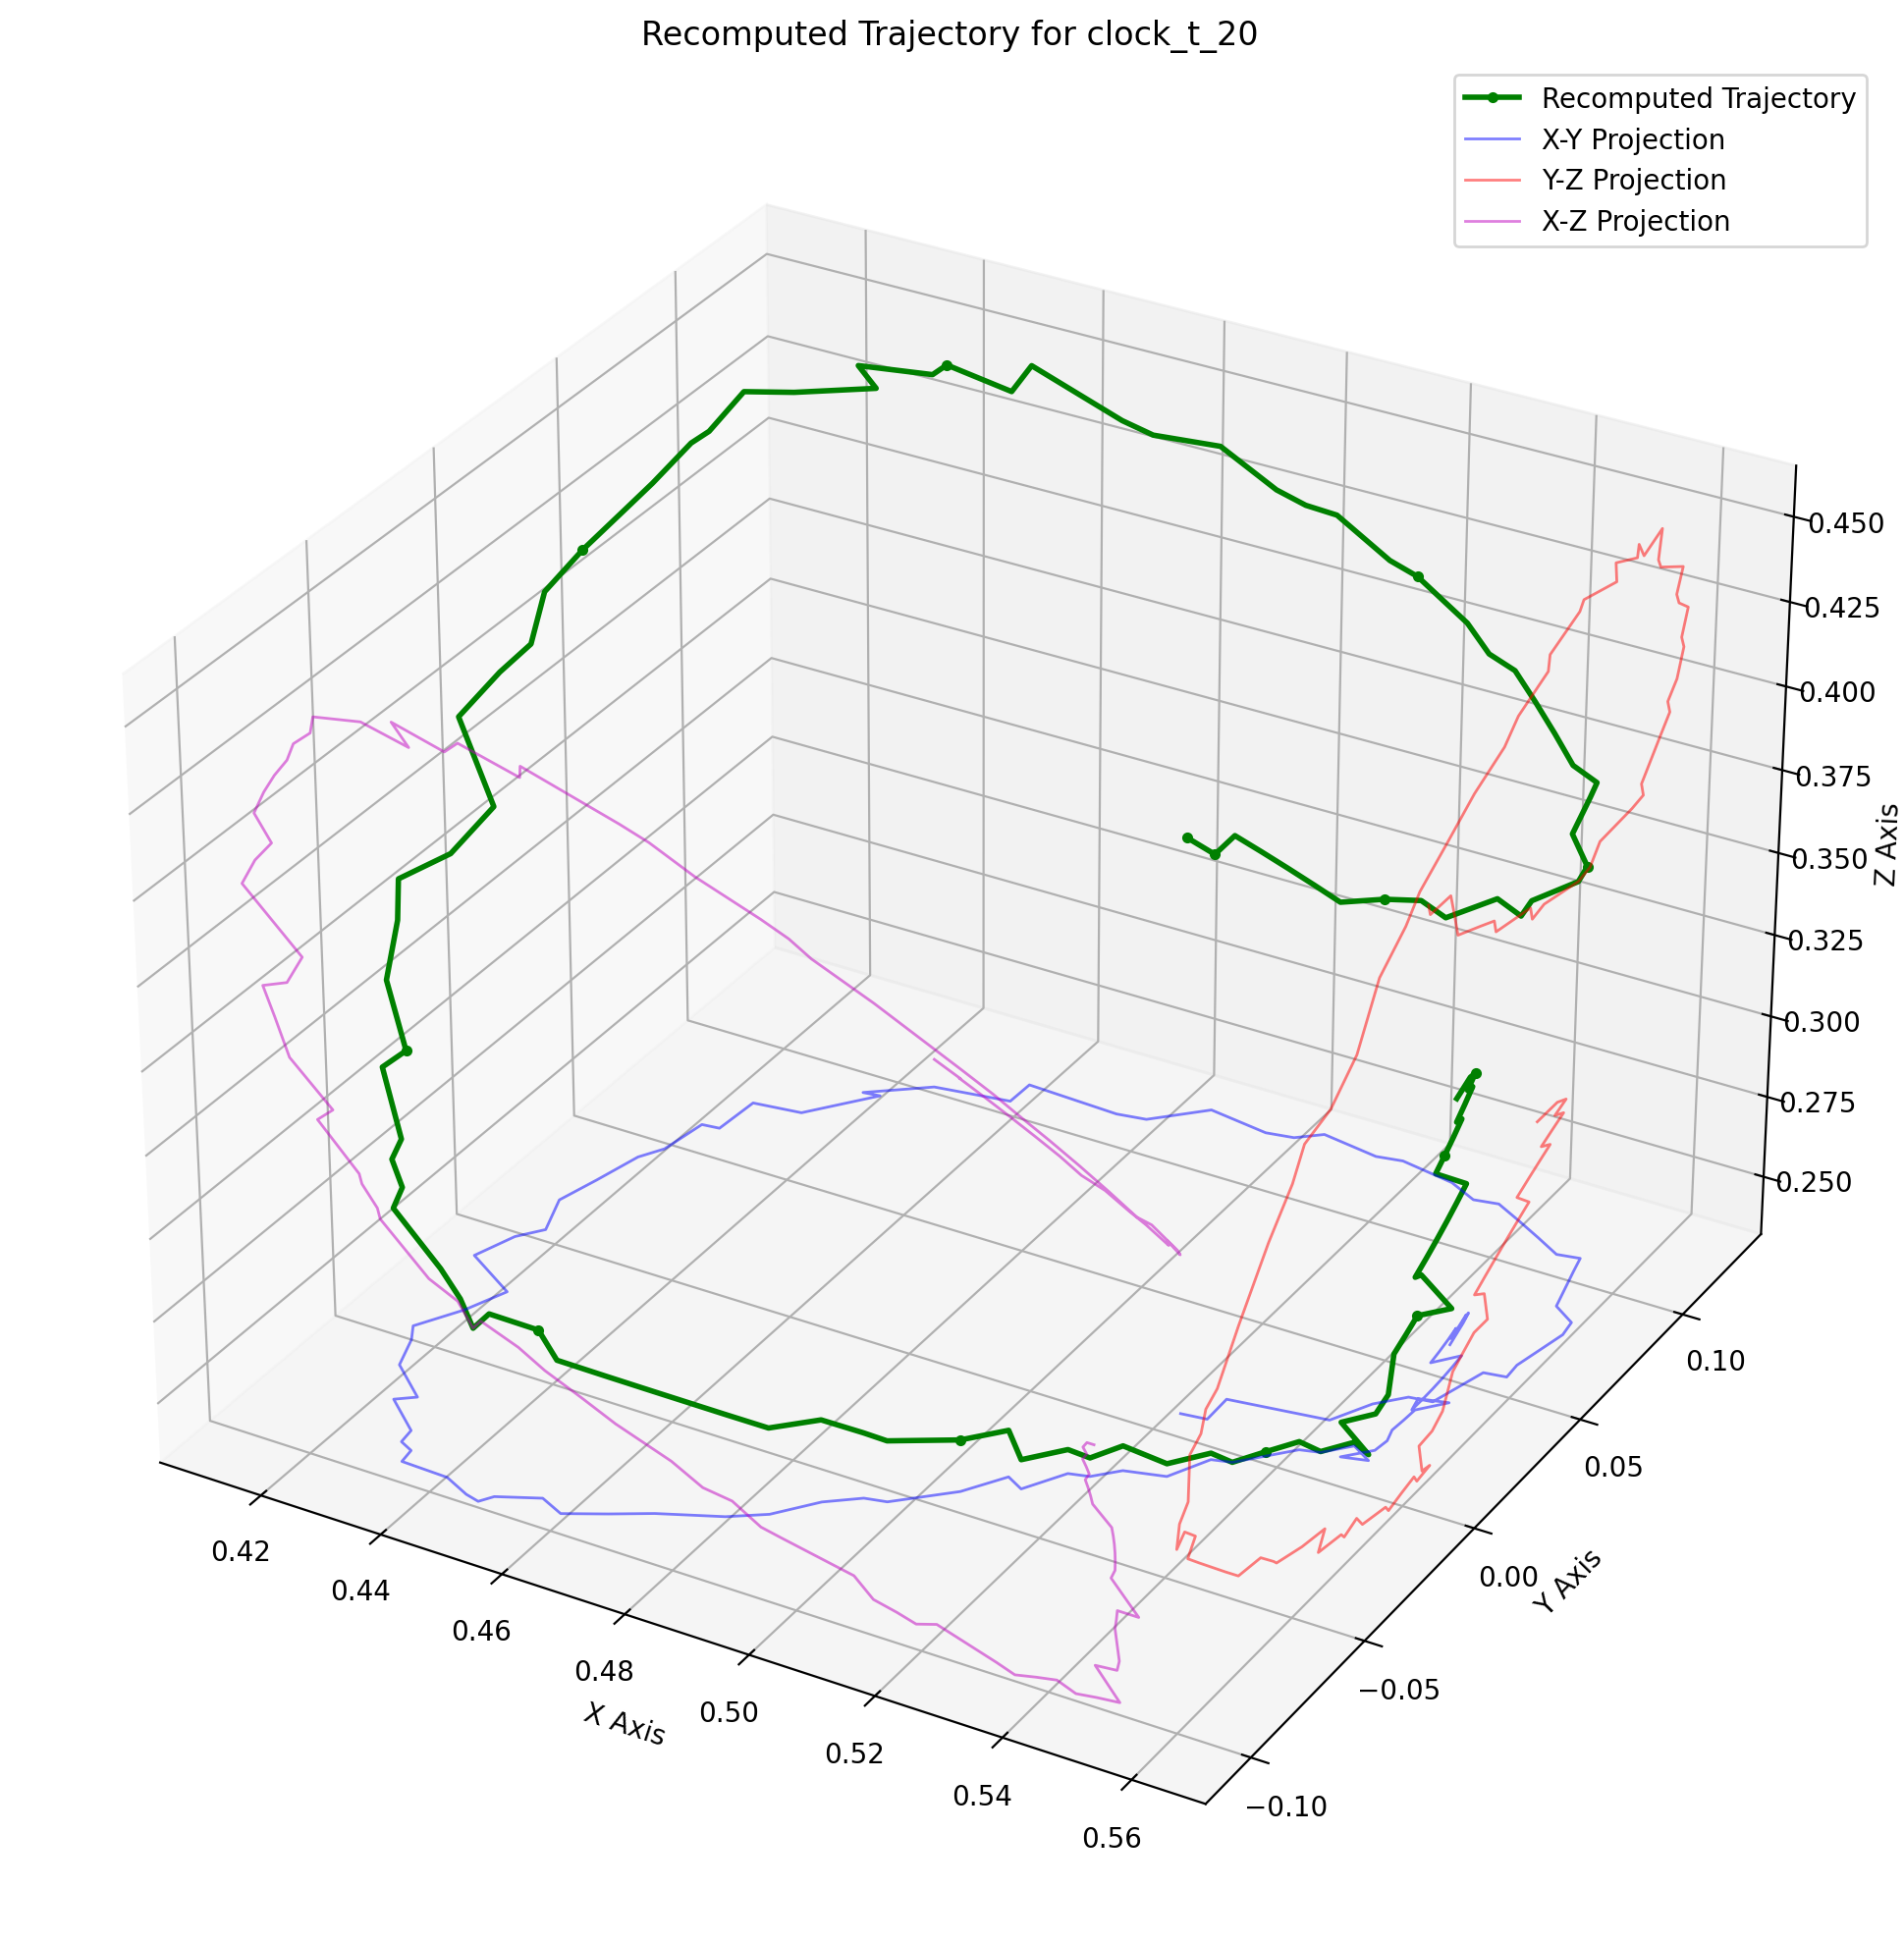 Recomputed Trajectory for clock_t_20
Recomputed Trajectory
X-Y Projection
Y-Z Projection
X-Z Projection
0.450
0.425
0.400
0.375
0.350
0.325
0.300
0.275
0.250
Z Axis
0.10
0.05
0.00
−0.05
−0.10
Y Axis
0.42
0.44
0.46
0.48
0.50
0.52
0.54
0.56
X Axis